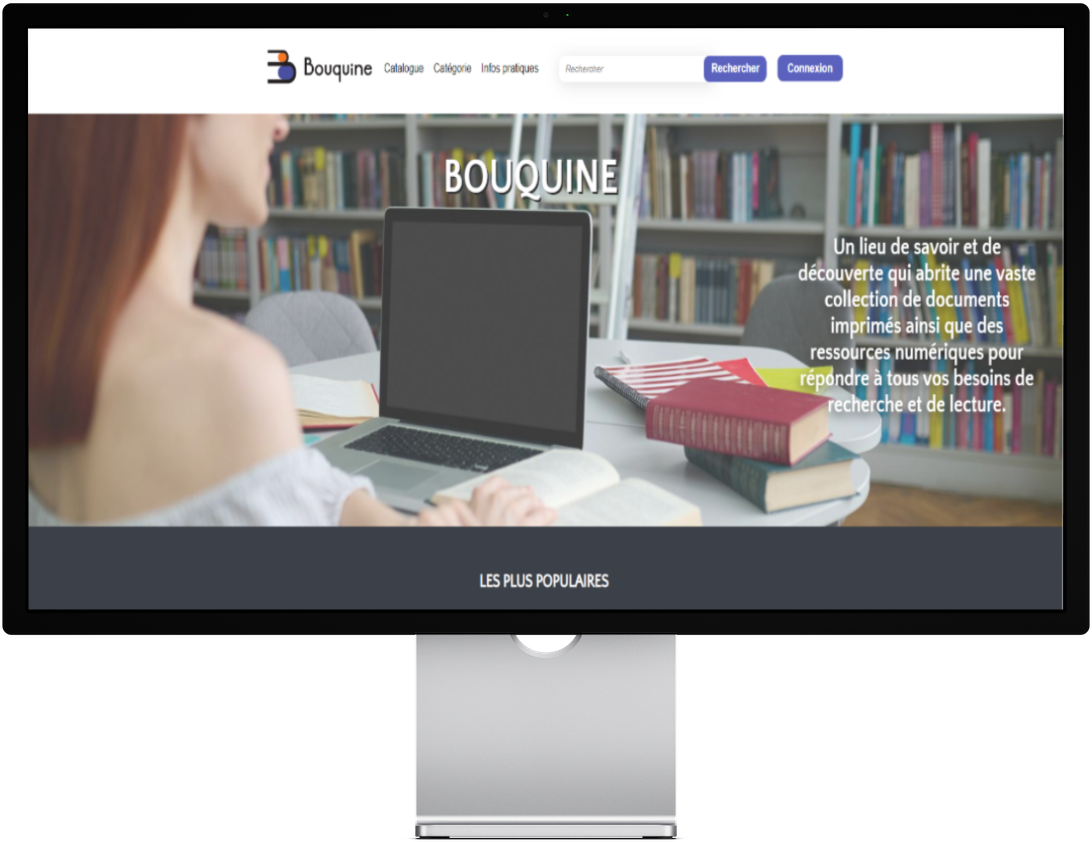 Bouquine Catalogue Catégorie Infos pratiques Rechercher Rechercher Connexion
BOUQUINE
Un lieu de savoir et de
découverte qui abrite une vaste
collection de documents
imprimés ainsi que des
ressources numériques pour
répondre à tous vos besoins de
recherche et de lecture.
LES PLUS POPULAIRES